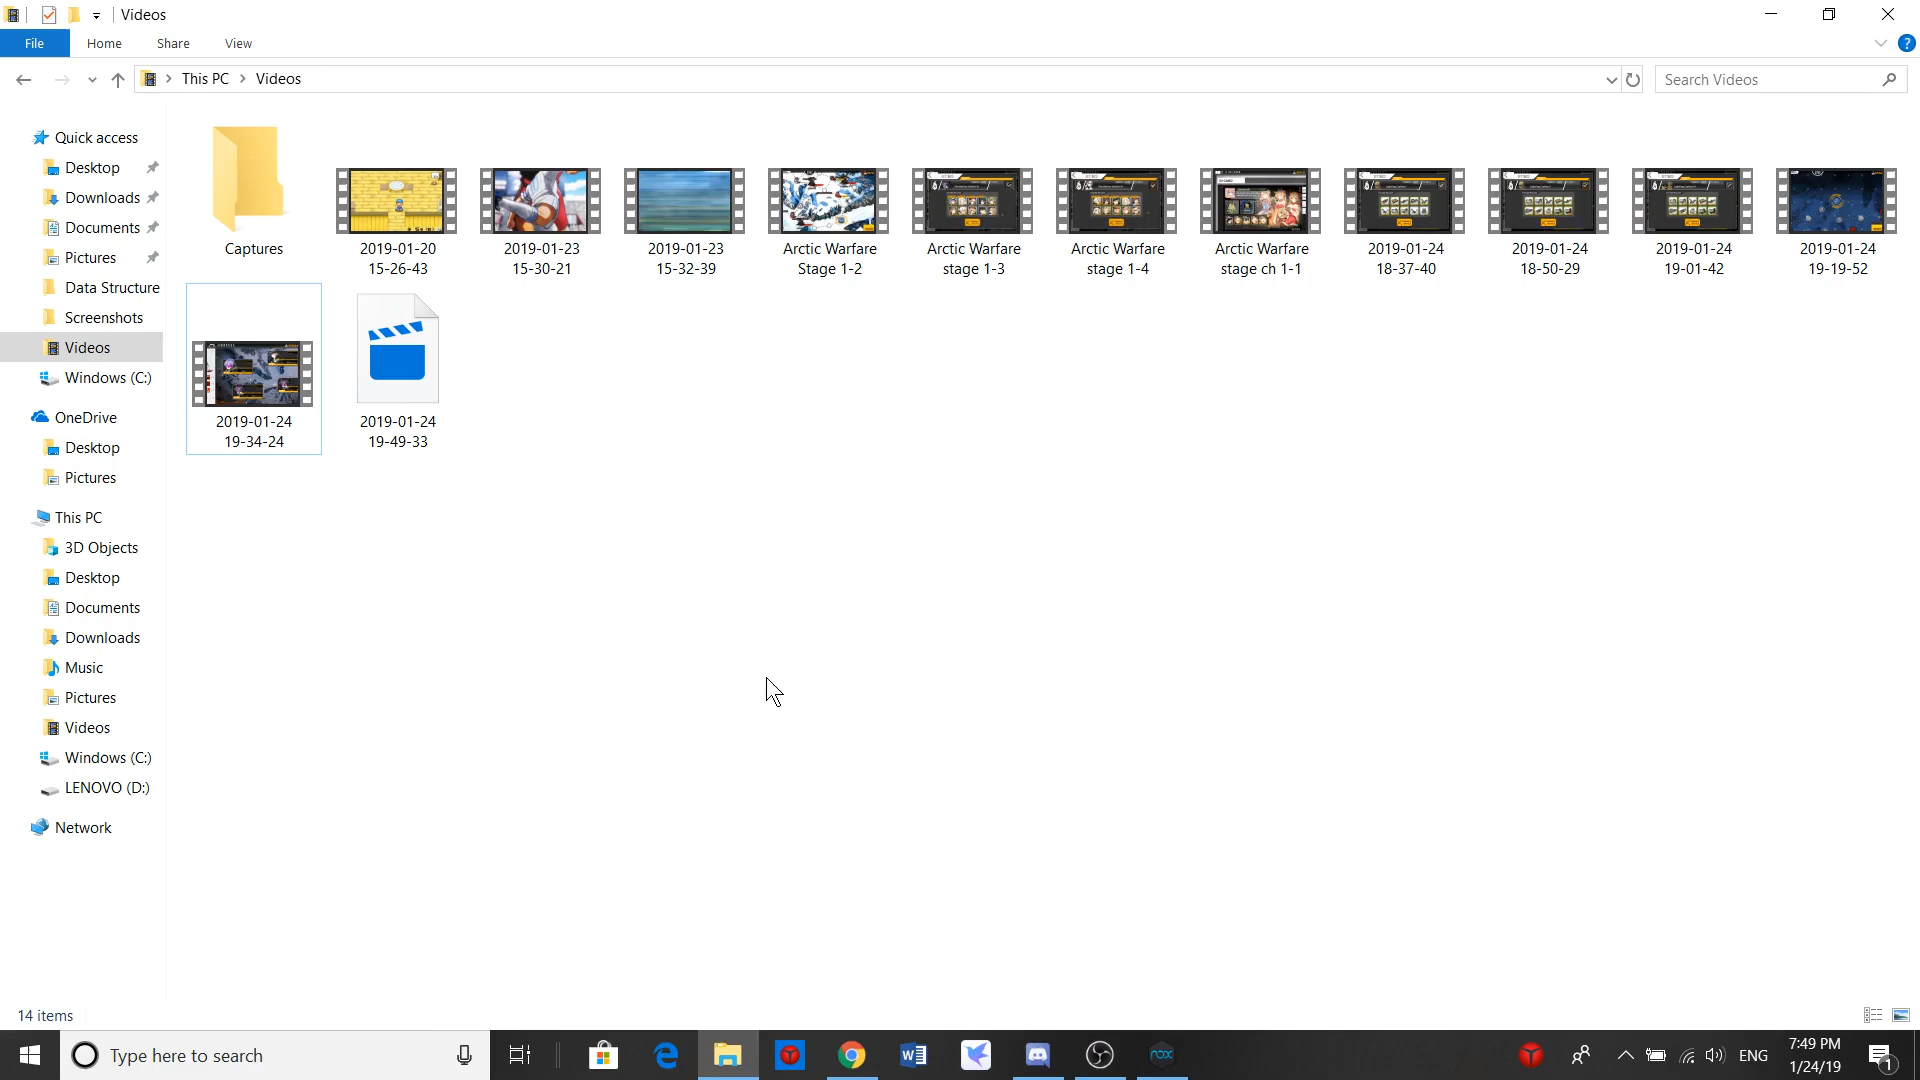 Videos
File Home Share View
This PC Videos
Search Videos
Quick access
Desktop
Downloads
Documents
Pictures
Data Structure
Screenshots
Videos
Windows (C:)
OneDrive
Desktop
Pictures
This PC
3D Objects
Desktop
Documents
Downloads
Music
Pictures
Videos
Windows (C:)
LENOVO (D:)
Network
Captures
2019-01-20
15-26-43
2019-01-23
15-30-21
2019-01-23
15-32-39
Arctic Warfare
Stage 1-2
Arctic Warfare
stage 1-3
Arctic Warfare
stage 1-4
Arctic Warfare
stage ch 1-1
2019-01-24
18-37-40
2019-01-24
18-50-29
2019-01-24
19-01-42
2019-01-24
19-19-52
2019-01-24
19-34-24
2019-01-24
19-49-33
14 items
Type here to search
nox
ENG
7:49 PM
1/24/19
1